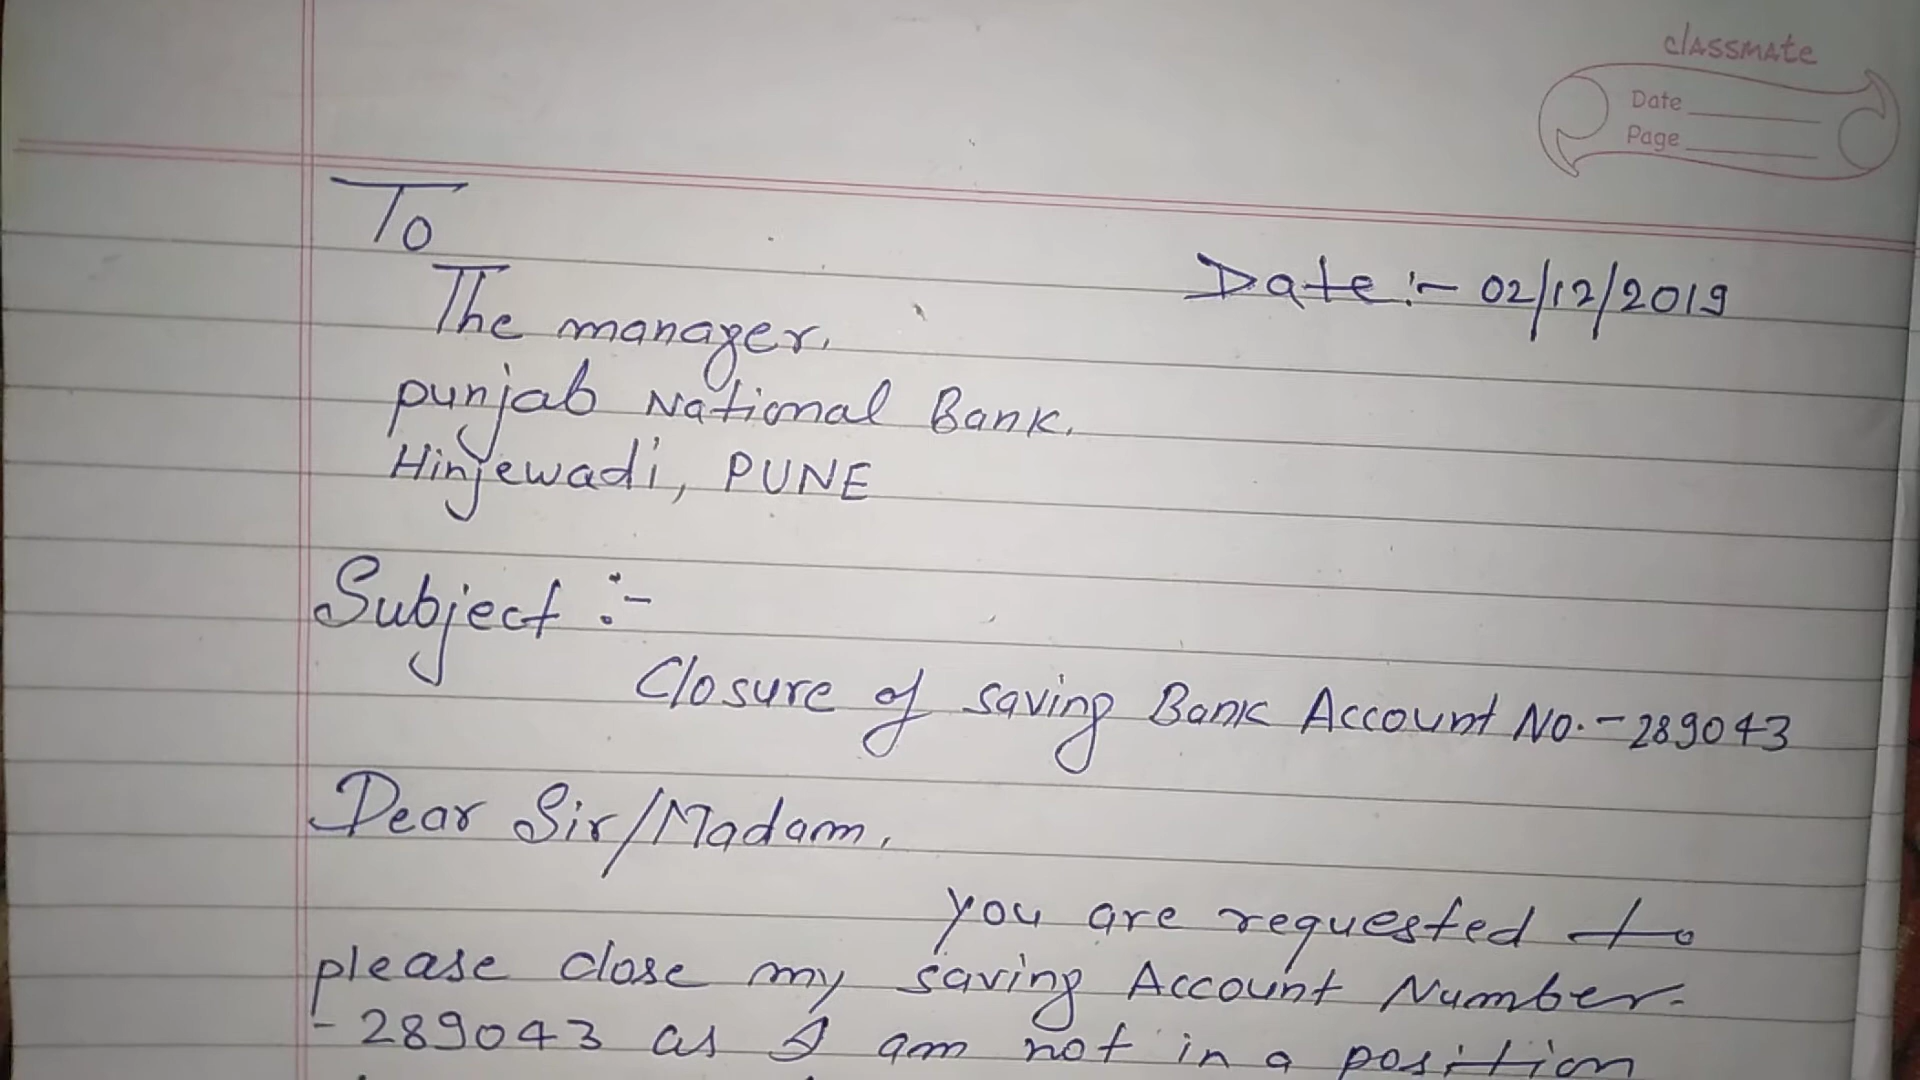 classmate
Date
Page
To
Date :- 02/12/2019
The manager,
punjab National Bank,
Hinjewadi, PUNE
Subject :-
Closure of saving Bank Account No. - 289043
Dear Sir/Madam,
you are requested to
please close my saving Account Number-
- 289043 as I am not in a position